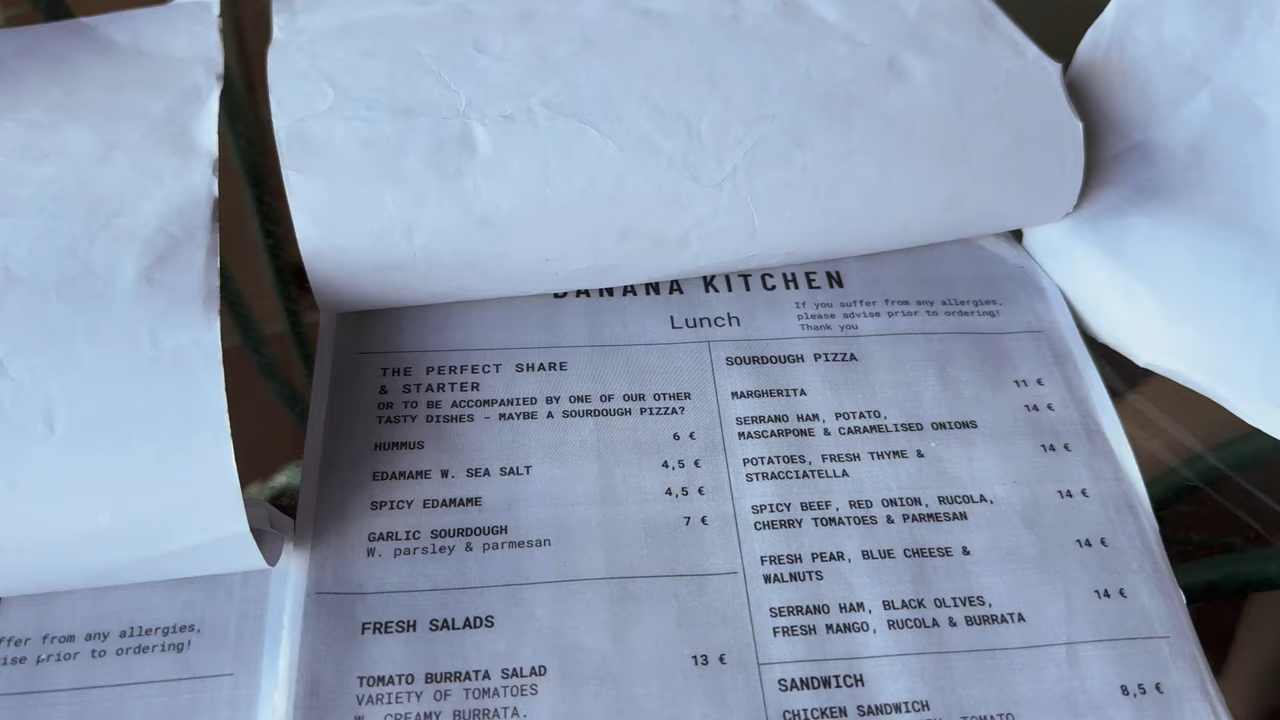 BANANA KITCHEN
Lunch
If you suffer from any allergies,
please advise prior to ordering!
Thank you
THE PERFECT SHARE
& STARTER
OR TO BE ACCOMPANIED BY ONE OF OUR OTHER
TASTY DISHES - MAYBE A SOURDOUGH PIZZA?
HUMMUS 6 €
EDAMAME W. SEA SALT 4,5 €
SPICY EDAMAME 4,5 €
GARLIC SOURDOUGH 7 €
W. parsley & parmesan
FRESH SALADS
TOMATO BURRATA SALAD 13 €
VARIETY OF TOMATOES
W. CREAMY BURRATA.
SOURDOUGH PIZZA
MARGHERITA 11 €
SERRANO HAM, POTATO, 14 €
MASCARPONE & CARAMELISED ONIONS
POTATOES, FRESH THYME & 14 €
STRACCIATELLA
SPICY BEEF, RED ONION, RUCOLA, 14 €
CHERRY TOMATOES & PARMESAN
FRESH PEAR, BLUE CHEESE & 14 €
WALNUTS
SERRANO HAM, BLACK OLIVES, 14 €
FRESH MANGO, RUCOLA & BURRATA
SANDWICH
CHICKEN SANDWICH 8,5 €
TOMATO
ffer from any allergies,
ise prior to ordering!